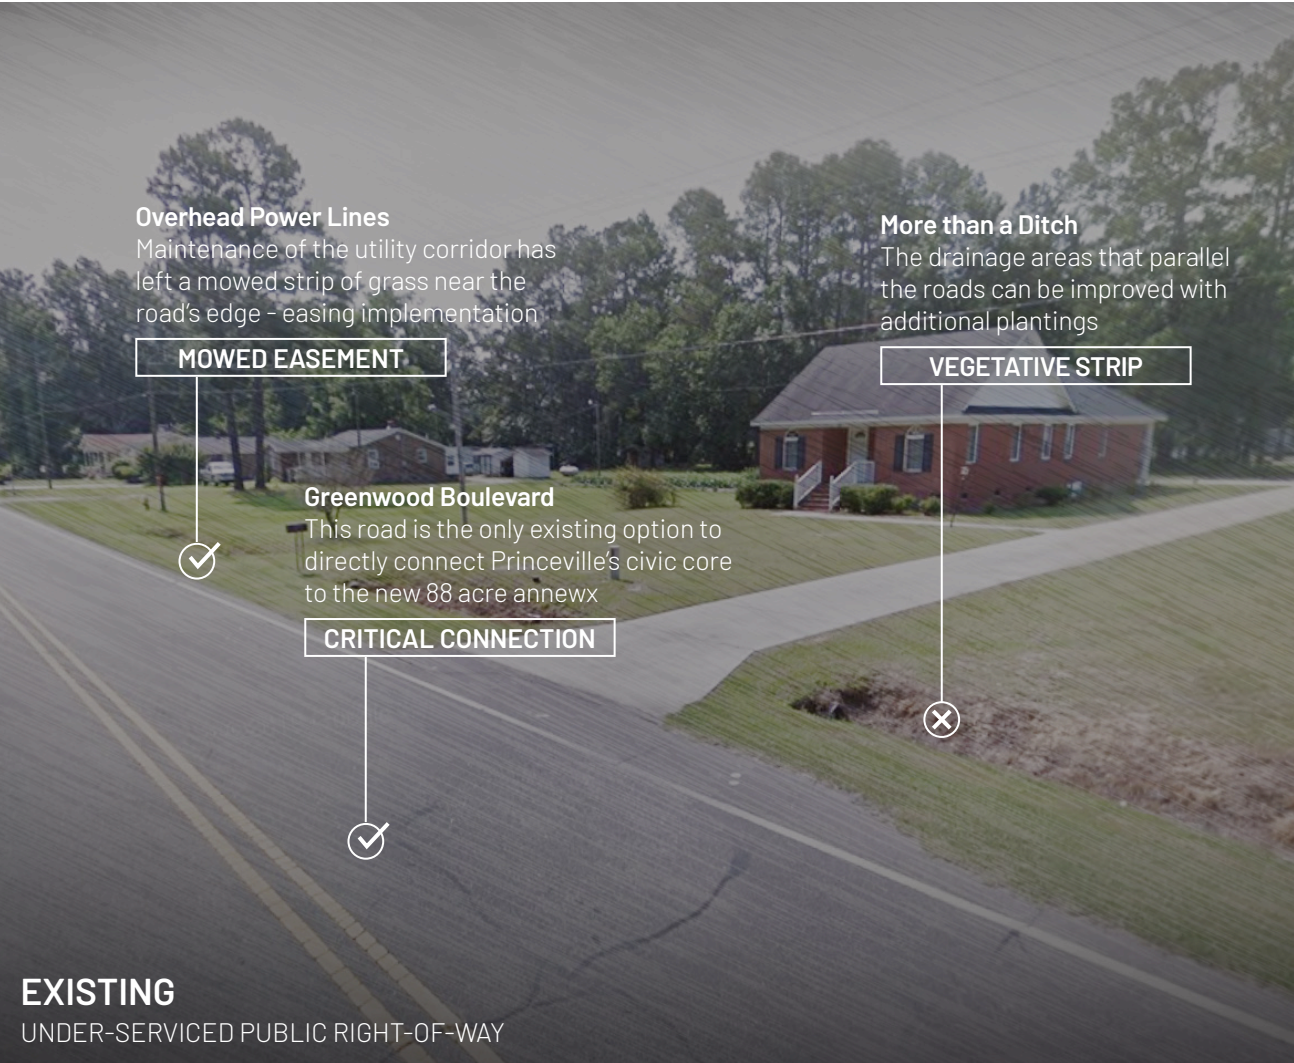 Overhead Power Lines
Maintenance of the utility corridor has
left a mowed strip of grass near the
road's edge - easing implementation
MOWED EASEMENT
More than a Ditch
The drainage areas that parallel
the roads can be improved with
additional plantings
VEGETATIVE STRIP
Greenwood Boulevard
This road is the only existing option to
directly connect Princeville's civic core
to the new 88 acre annewx
CRITICAL CONNECTION
EXISTING
UNDER-SERVICED PUBLIC RIGHT-OF-WAY